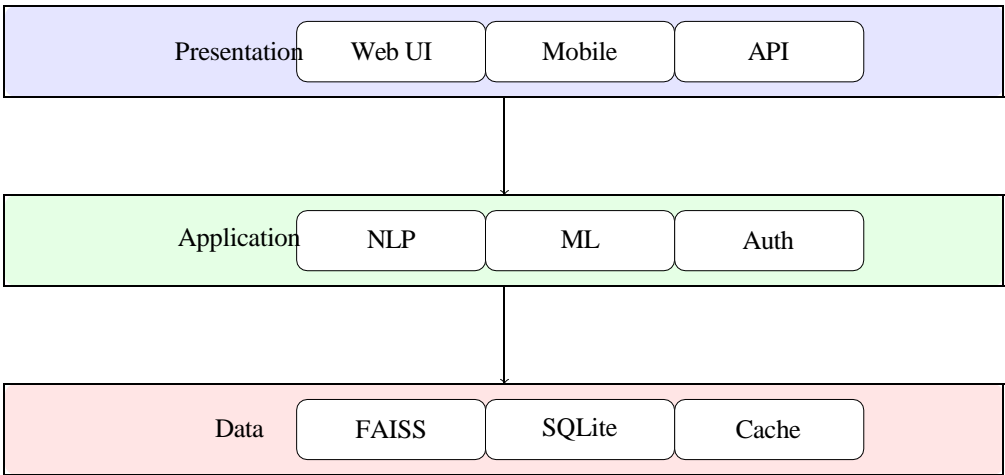 Presentation Web UI Mobile API
Application NLP ML Auth
Data FAISS SQLite Cache